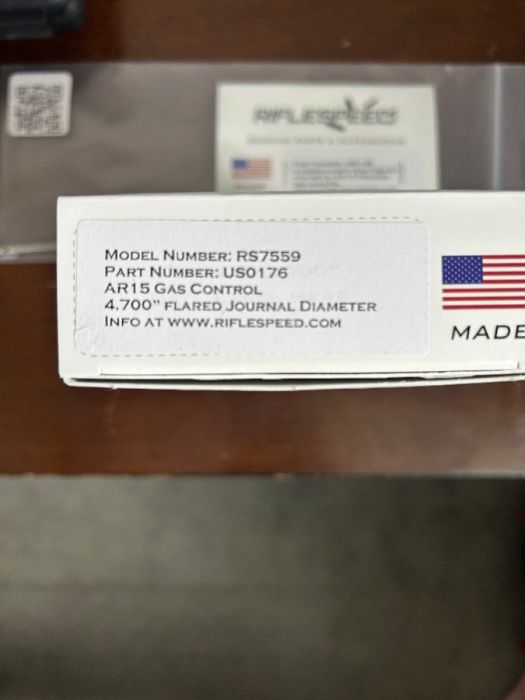 RIFLESPEED
MODEL NUMBER: RS7559
PART NUMBER: US0176
AR15 GAS CONTROL
4.700" FLARED JOURNAL DIAMETER
INFO AT WWW.RIFLESPEED.COM
MADE